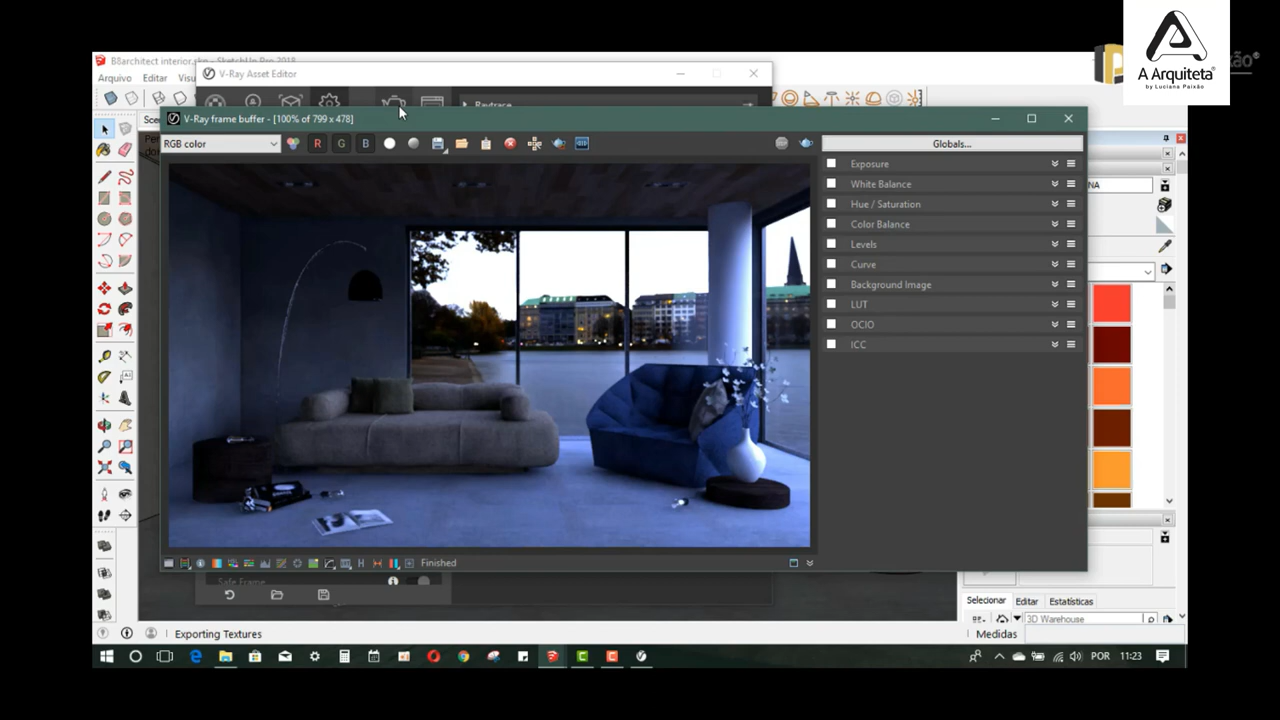 A Arquiteta®
by Luciana Paixão
B8architect interior.skp - SketchUp Pro 2018
Arquivo Editar
V-Ray Asset Editor
Raytrace
V-Ray frame buffer - [100% of 799 x 478]
RGB color
R G B
Globals...
Exposure
White Balance
Hue / Saturation
Color Balance
Levels
Curve
Background Image
LUT
OCIO
ICC
Finished
Safe Frame
Selecionar Editar Estatísticas
3D Warehouse
Exporting Textures
Medidas
POR 11:23